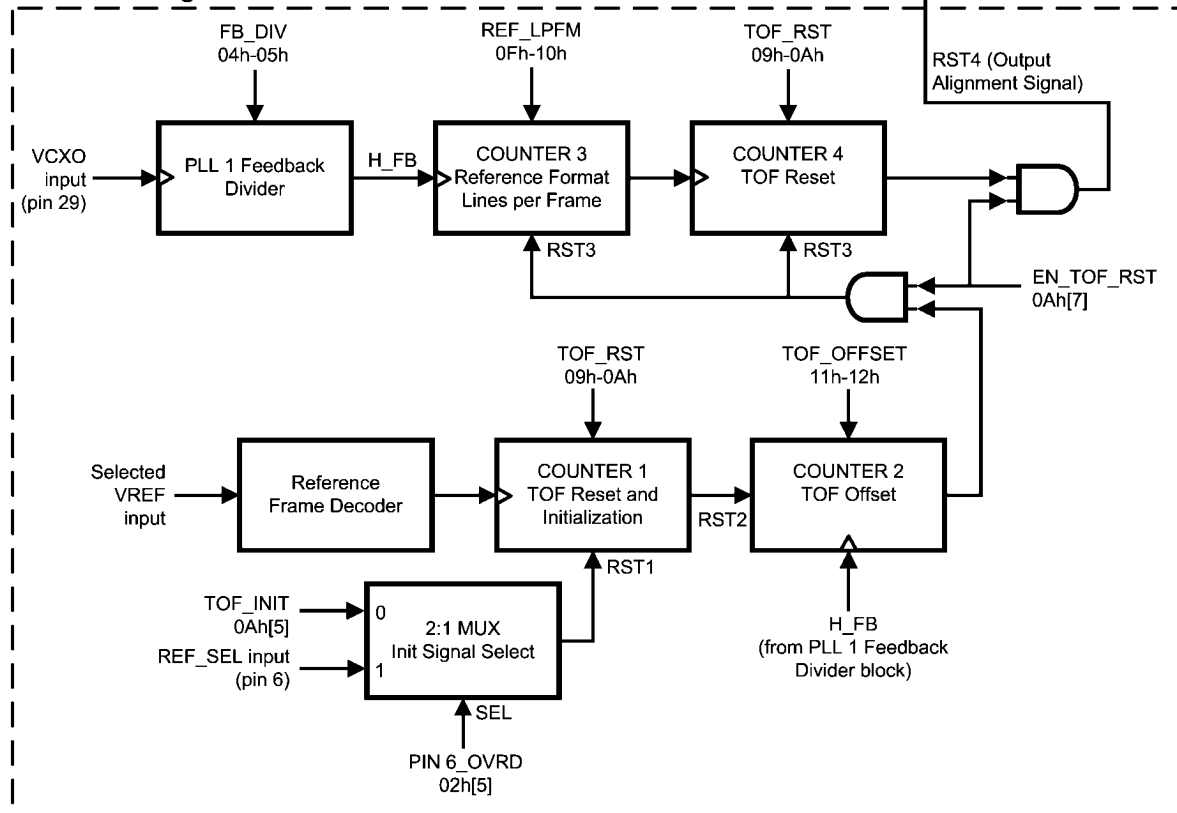 FB_DIV
04h-05h
REF_LPFM
0Fh-10h
TOF_RST
09h-0Ah
RST4 (Output
Alignment Signal)
VCXO
input
(pin 29)
PLL 1 Feedback
Divider
H_FB
COUNTER 3
Reference Format
Lines per Frame
COUNTER 4
TOF Reset
RST3
RST3
EN_TOF_RST
0Ah[7]
TOF_RST
09h-0Ah
TOF_OFFSET
11h-12h
Selected
VREF
input
Reference
Frame Decoder
COUNTER 1
TOF Reset and
Initialization
RST2
COUNTER 2
TOF Offset
RST1
TOF_INIT
0Ah[5]
REF_SEL input
(pin 6)
0
1
2:1 MUX
Init Signal Select
SEL
PIN 6_OVRD
02h[5]
H_FB
(from PLL 1 Feedback
Divider block)